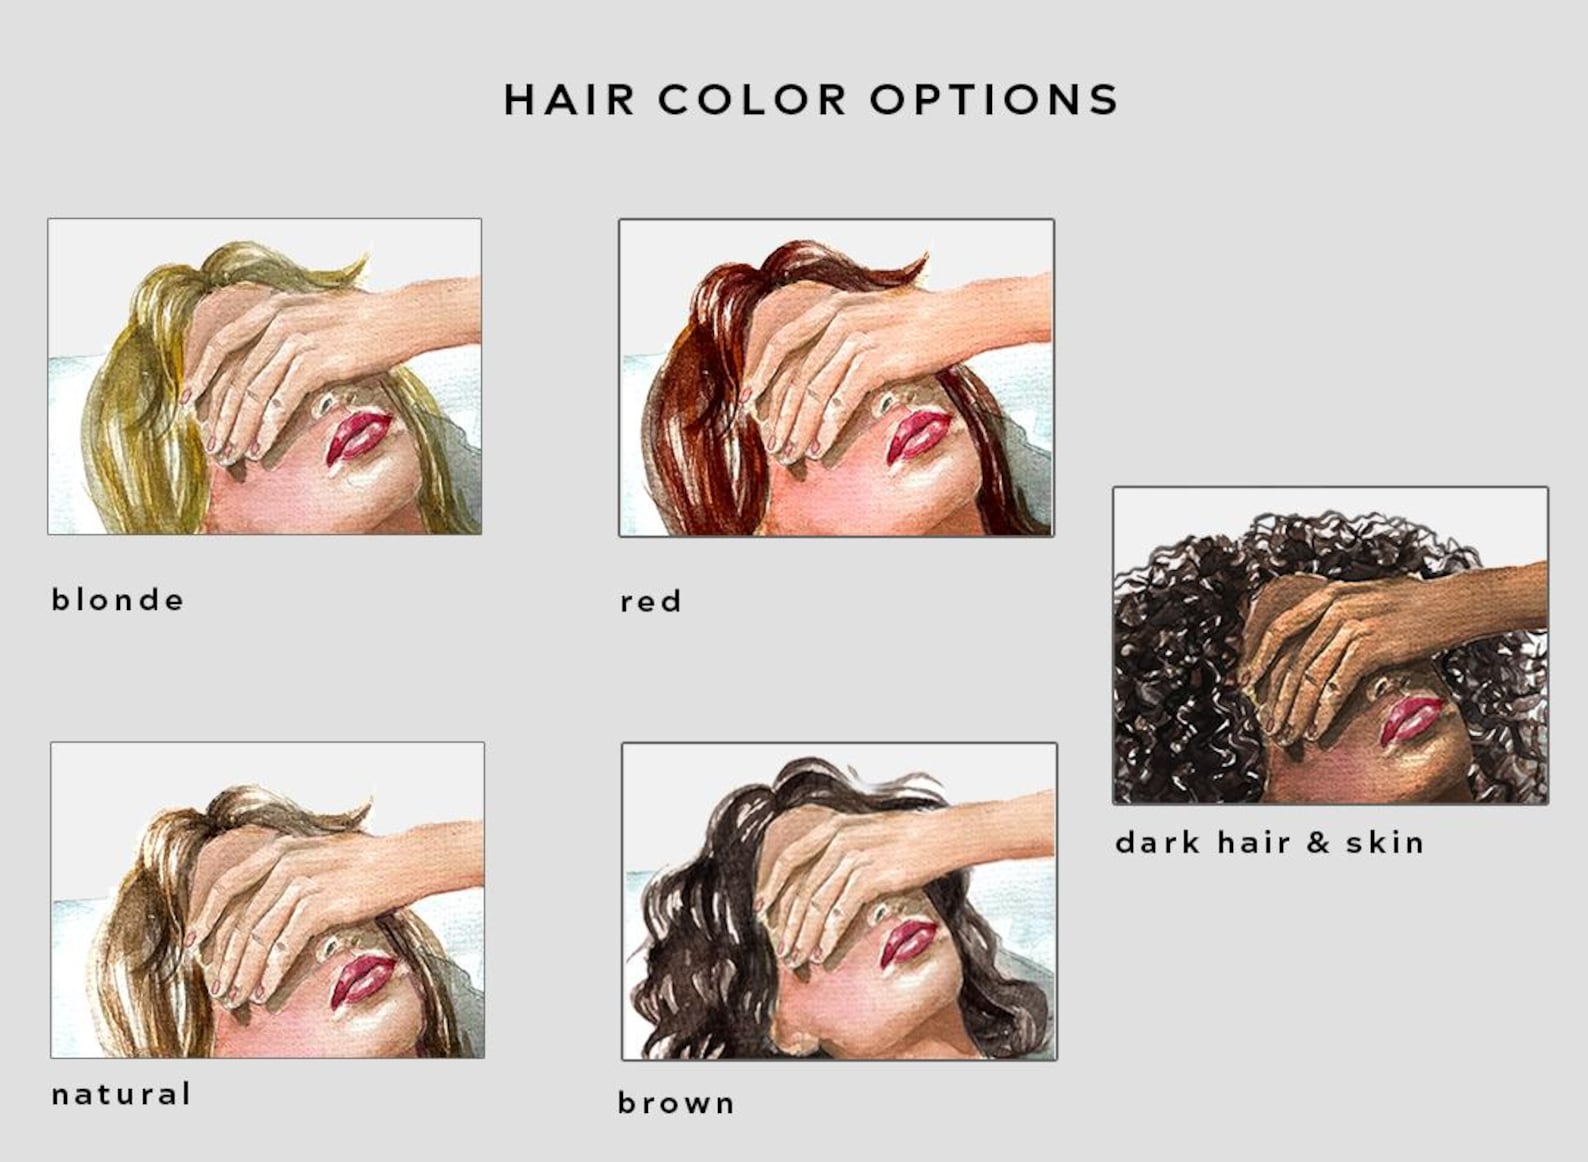 HAIR COLOR OPTIONS
blonde
red
dark hair & skin
natural
brown